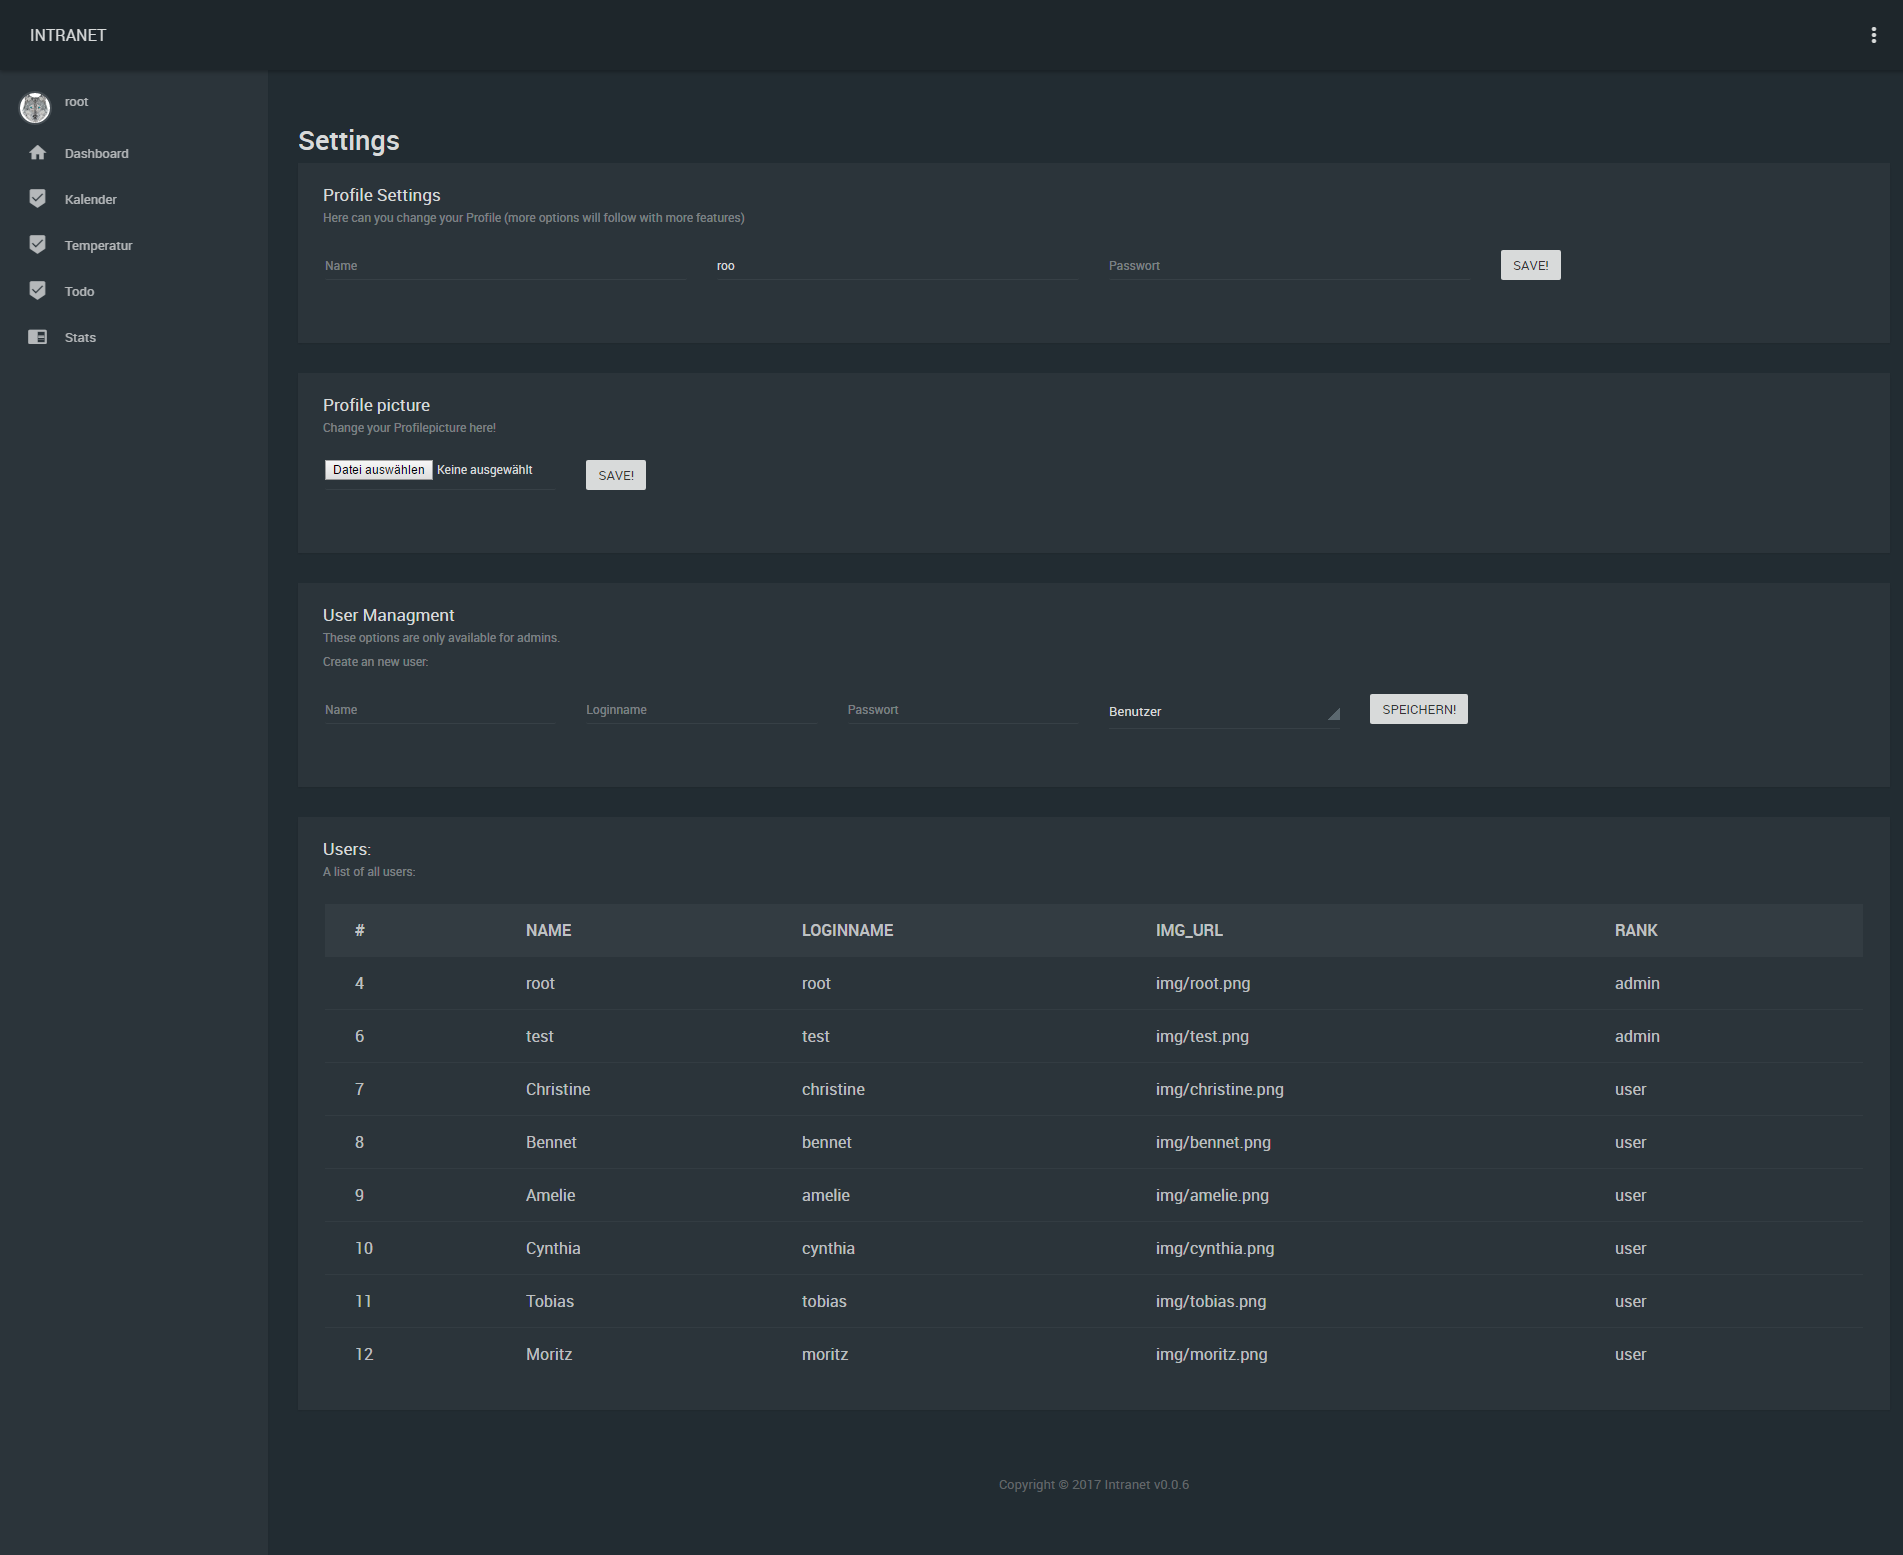 INTRANET
root
Dashboard
Kalender
Temperatur
Todo
Stats
Settings
Profile Settings
Here can you change your Profile (more options will follow with more features)
Name roo Passwort SAVE!
Profile picture
Change your Profilepicture here!
Datei auswählen Keine ausgewählt SAVE!
User Managment
These options are only available for admins.
Create an new user:
Name Loginname Passwort Benutzer SPEICHERN!
Users:
A list of all users:
# NAME LOGINNAME IMG_URL RANK
4 root root img/root.png admin
6 test test img/test.png admin
7 Christine christine img/christine.png user
8 Bennet bennet img/bennet.png user
9 Amelie amelie img/amelie.png user
10 Cynthia cynthia img/cynthia.png user
11 Tobias tobias img/tobias.png user
12 Moritz moritz img/moritz.png user
Copyright © 2017 Intranet v0.0.6